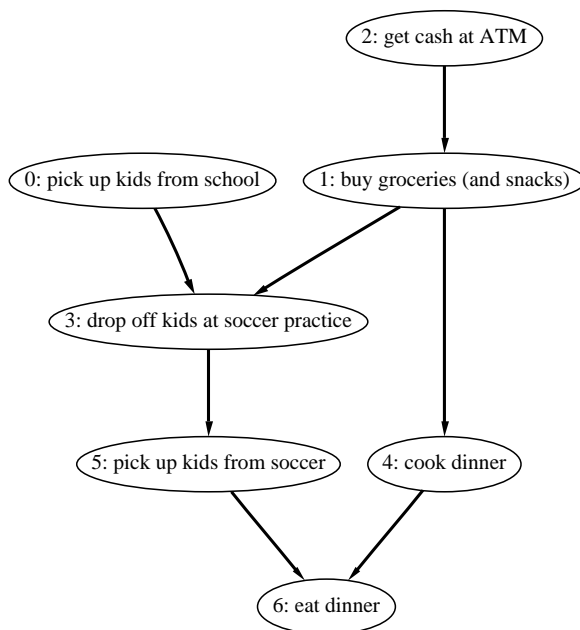 2: get cash at ATM
0: pick up kids from school
1: buy groceries (and snacks)
3: drop off kids at soccer practice
5: pick up kids from soccer
4: cook dinner
6: eat dinner